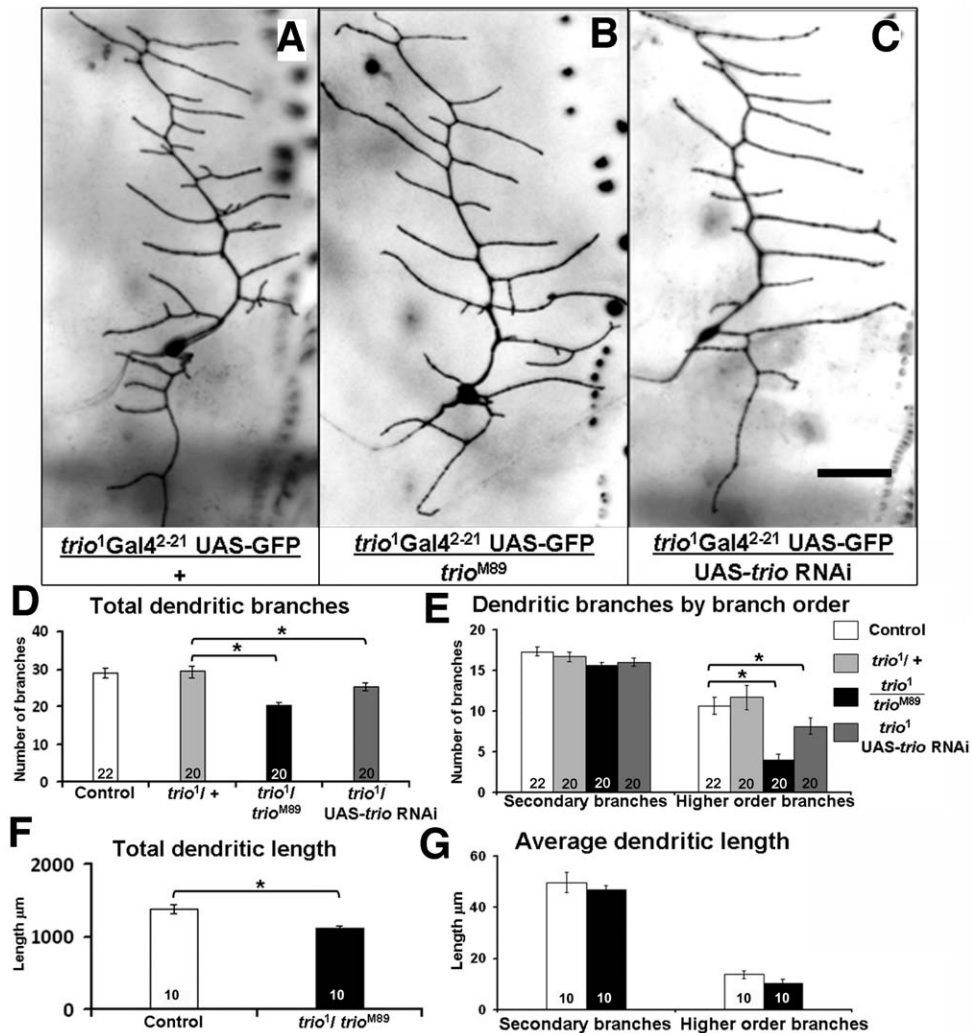 A
B
C
trio¹Gal4²⁻²¹ UAS-GFP
+
trio¹Gal4²⁻²¹ UAS-GFP
trioᴹ⁸⁹
trio¹Gal4²⁻²¹ UAS-GFP
UAS-trio RNAi
D
Total dendritic branches
Number of branches
40
30
20
10
0
*
*
22
20
20
20
Control
trio¹/ +
trio¹/
trioᴹ⁸⁹
trio¹/
UAS-trio RNAi
E
Dendritic branches by branch order
Number of branches
20
15
10
5
0
*
*
22
20
20
20
22
20
20
20
Secondary branches
Higher order branches
Control
trio¹/ +
trio¹
trioᴹ⁸⁹
trio¹
UAS-trio RNAi
F
Total dendritic length
Length µm
2000
1000
0
*
10
10
Control
trio¹/ trioᴹ⁸⁹
G
Average dendritic length
Length µm
60
40
20
0
10
10
10
10
Secondary branches
Higher order branches